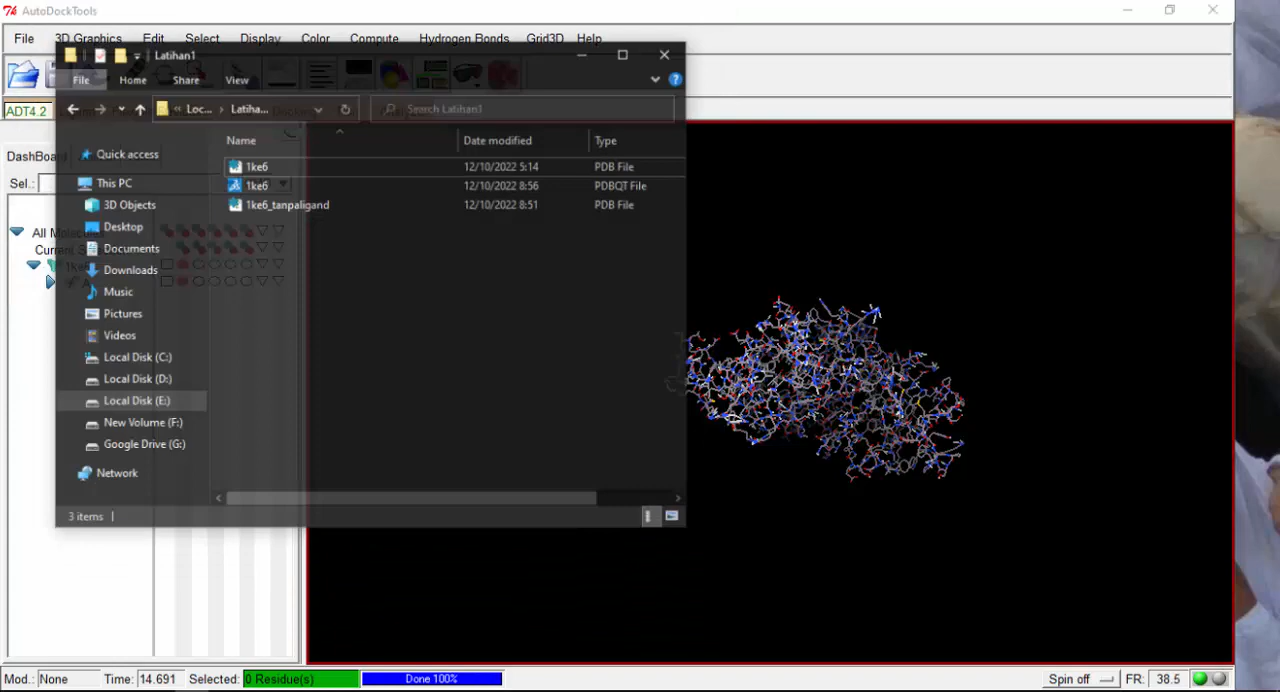 AutoDockTools
File 3D Graphics Edit Select Display Color Compute Hydrogen Bonds Grid3D Help
Latihan1
File Home Share View
Loc... Latiha... Search Latihan1
ADT4.2
Name Date modified Type
DashBoard
Sel.:
All Molecules
Current
Quick access
This PC
3D Objects
Desktop
Documents
Downloads
Music
Pictures
Videos
Local Disk (C:)
Local Disk (D:)
Local Disk (E:)
New Volume (F:)
Google Drive (G:)
Network
1ke6 12/10/2022 5:14 PDB File
1ke6 12/10/2022 8:56 PDBQT File
1ke6_tanpaligand 12/10/2022 8:51 PDB File
3 items
Mod.: None Time: 14.691 Selected: 0 Residue(s) Done 100% Spin off FR: 38.5